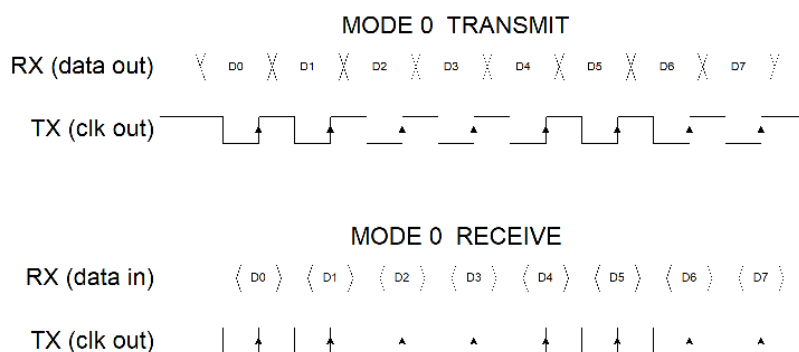 MODE 0 TRANSMIT
RX (data out) D0 D1 D2 D3 D4 D5 D6 D7
TX (clk out)
MODE 0 RECEIVE
RX (data in) D0 D1 D2 D3 D4 D5 D6 D7
TX (clk out)